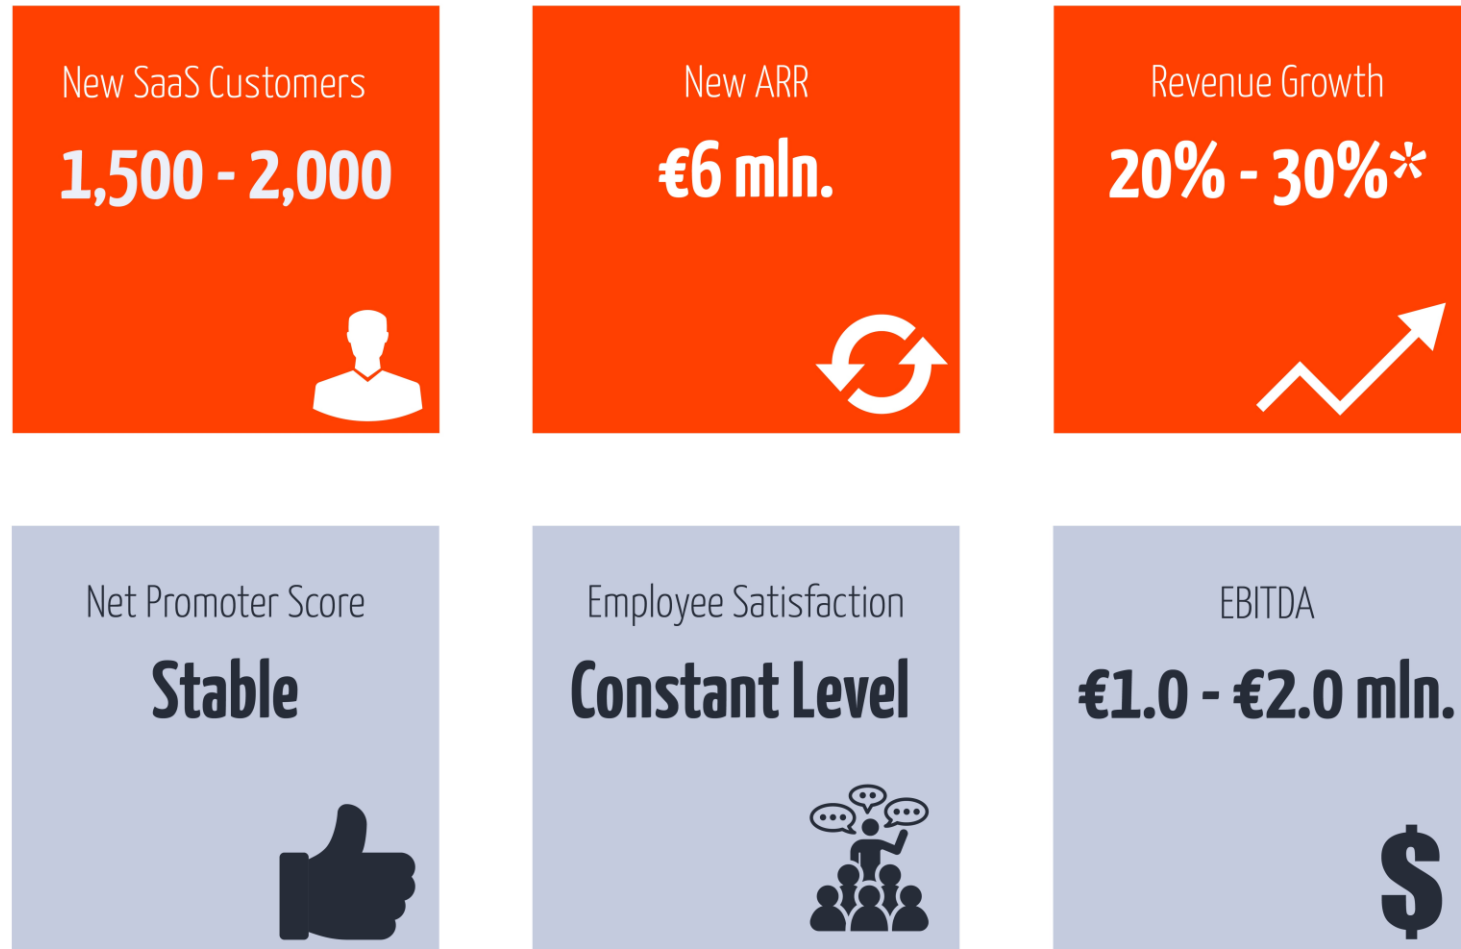 New SaaS Customers
1,500 - 2,000
New ARR
€6 mln.
Revenue Growth
20% - 30%*
Net Promoter Score
Stable
Employee Satisfaction
Constant Level
EBITDA
€1.0 - €2.0 mln.
$